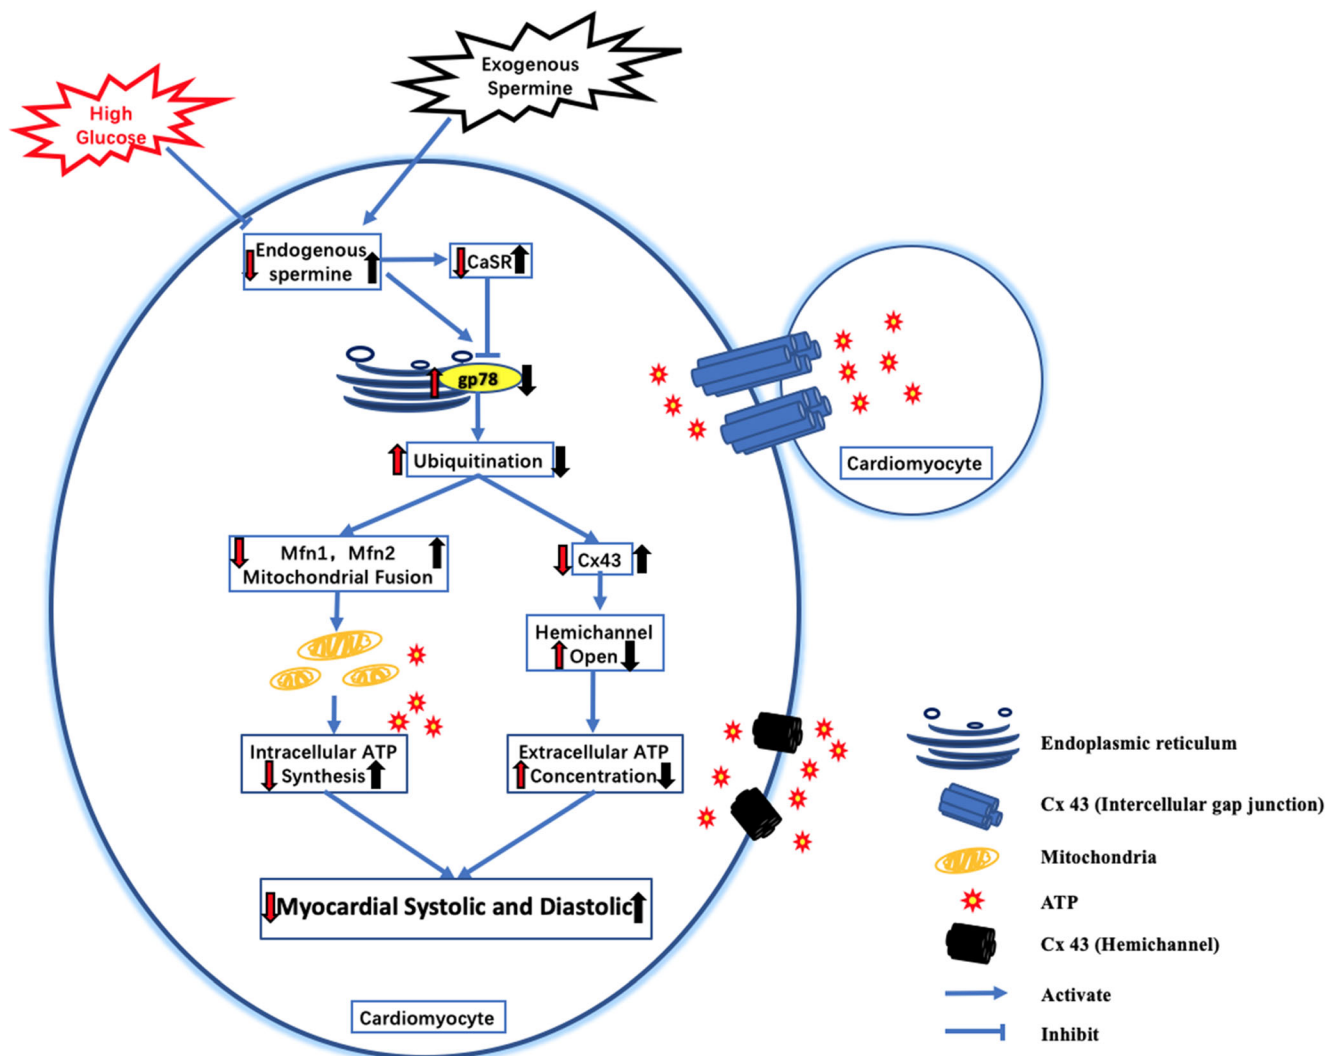 Exogenous
Spermine
High
Glucose
Endogenous
spermine
CaSR
gp78
Ubiquitination
Mfn1, Mfn2
Mitochondrial Fusion
Cx43
Hemichannel
Open
Intracellular ATP
Synthesis
Extracellular ATP
Concentration
Myocardial Systolic and Diastolic
Cardiomyocyte
Cardiomyocyte
Endoplasmic reticulum
Cx 43 (Intercellular gap junction)
Mitochondria
ATP
Cx 43 (Hemichannel)
Activate
Inhibit